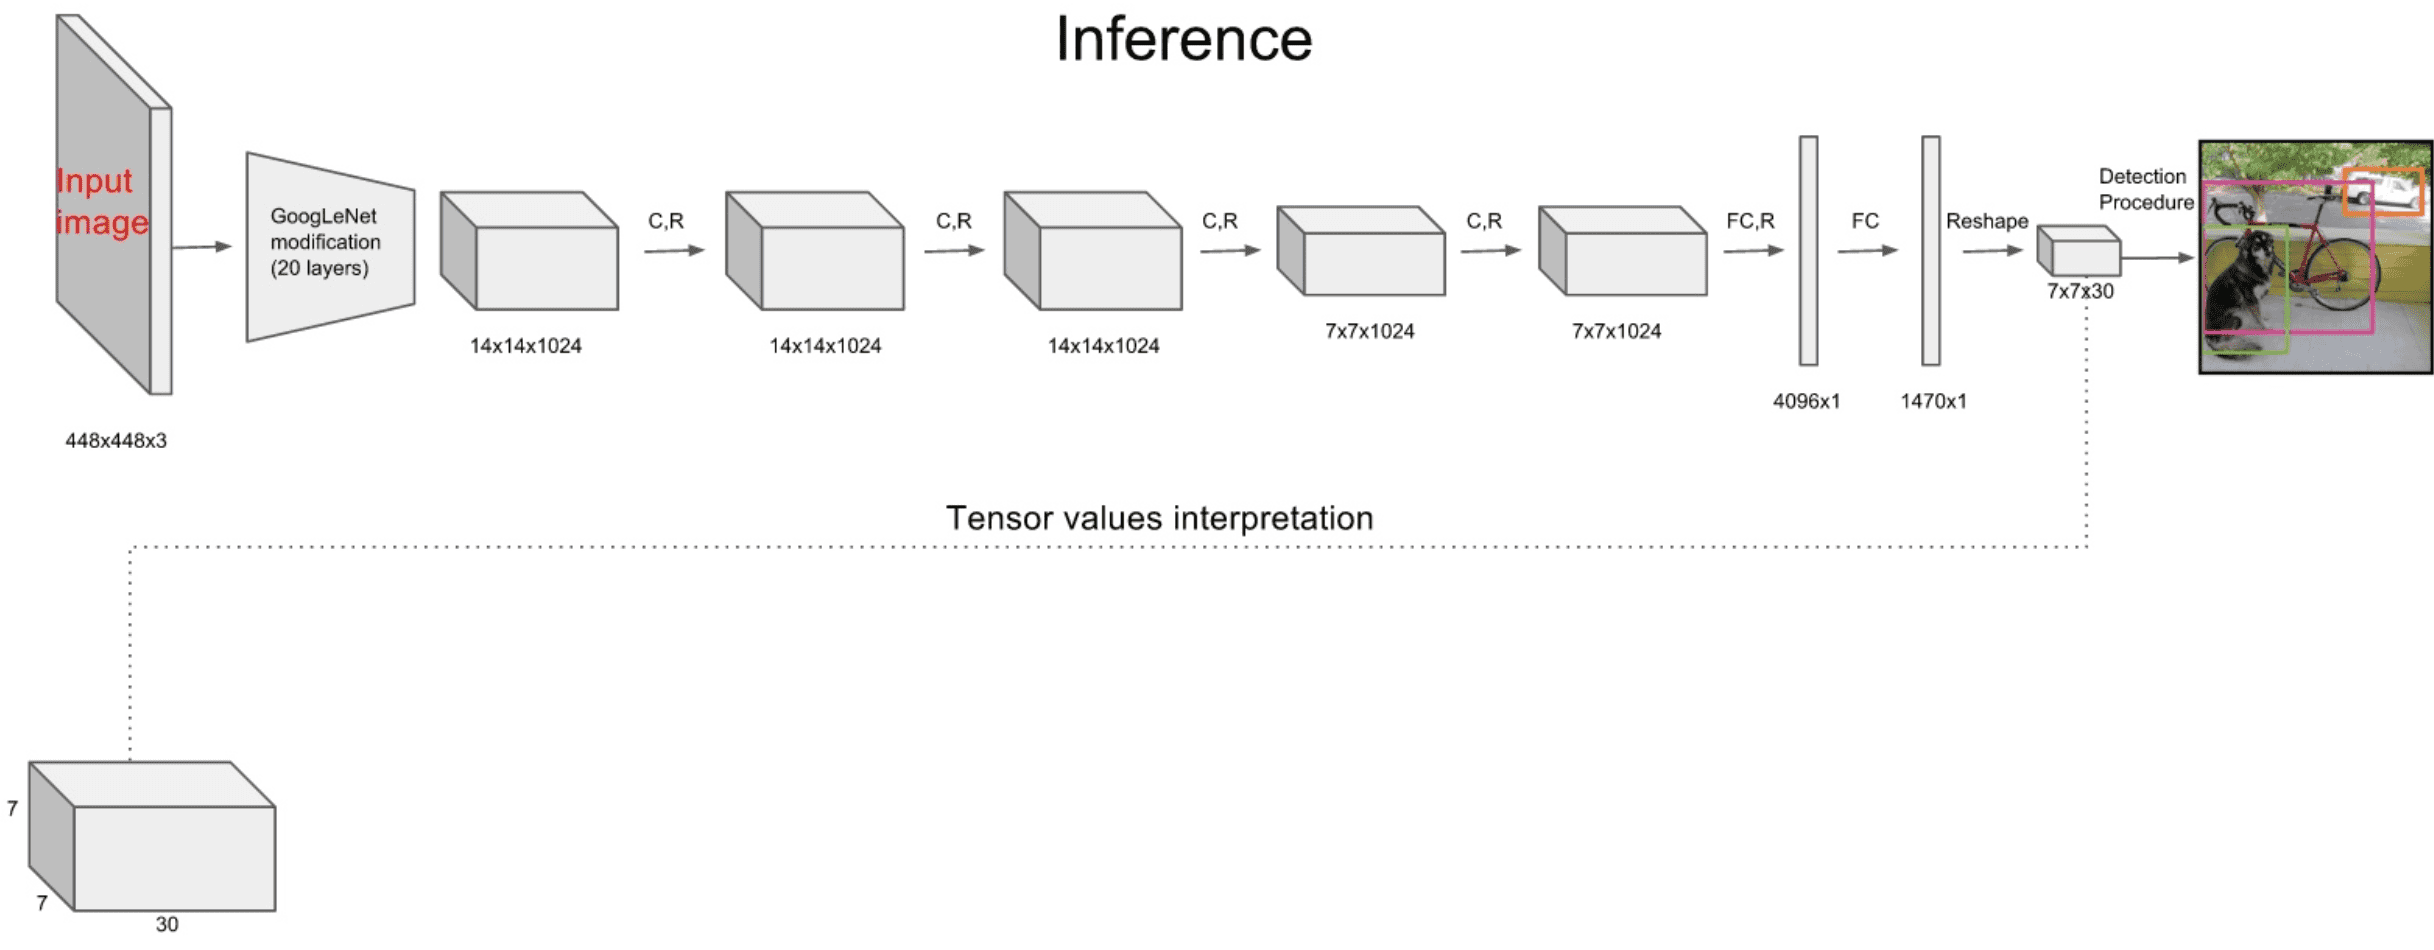 Inference
Input
image
448x448x3
GoogLeNet
modification
(20 layers)
14x14x1024
C,R
14x14x1024
C,R
14x14x1024
C,R
7x7x1024
C,R
7x7x1024
FC,R
4096x1
FC
1470x1
Reshape
7x7x30
Detection
Procedure
Tensor values interpretation
7
7
30